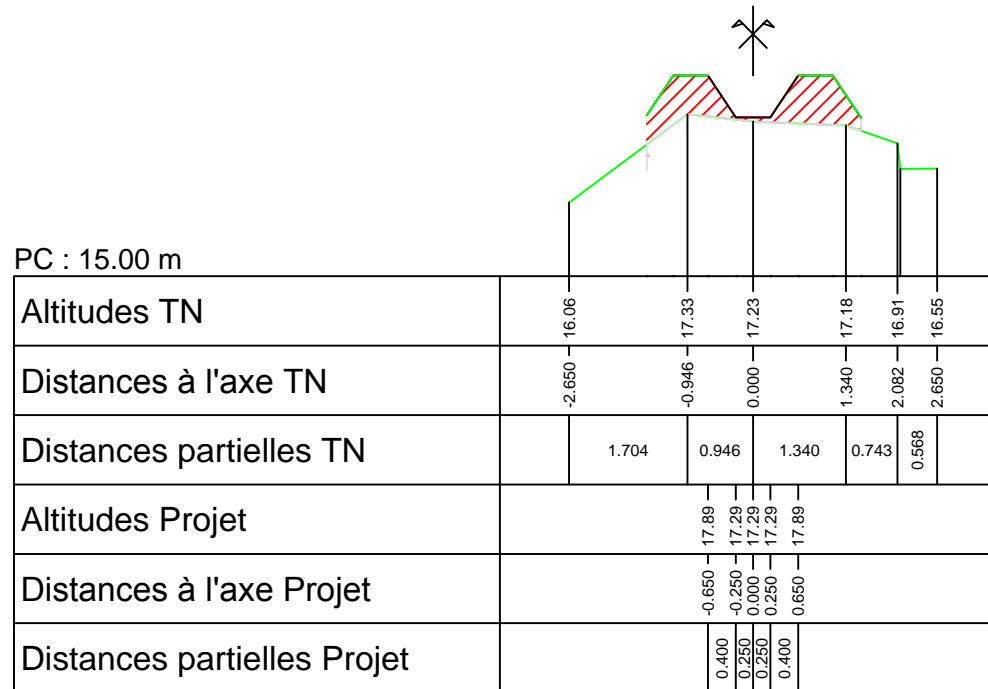 PC : 15.00 m
Altitudes TN
16.06 17.33 17.23 17.18 16.91 16.55
Distances à l'axe TN
-2.650 -0.946 0.000 1.340 2.082 2.650
Distances partielles TN
1.704 0.946 1.340 0.743 0.568
Altitudes Projet
17.89 17.29 17.29 17.29 17.89
Distances à l'axe Projet
-0.650 -0.250 0.000 0.250 0.650
Distances partielles Projet
0.400 0.250 0.250 0.400